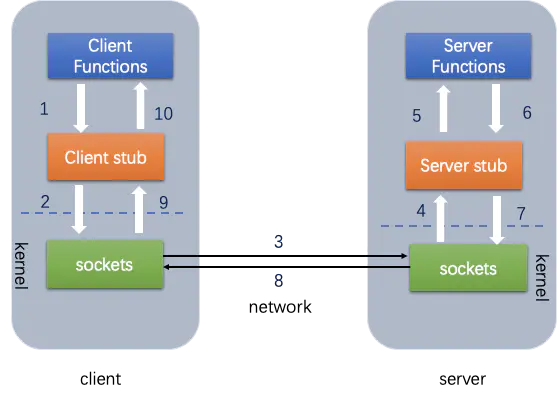 Client
Functions
1
10
Client stub
2
9
kernel
sockets
client
3
8
network
Server
Functions
5
6
Server stub
4
7
sockets
kernel
server